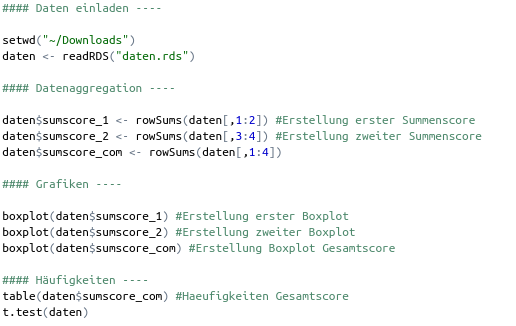 #### Daten einladen ----
setwd("~/Downloads")
daten <- readRDS("daten.rds")
#### Datenaggregation ----
daten$sumscore_1 <- rowSums(daten[,1:2]) #Erstellung erster Summenscore
daten$sumscore_2 <- rowSums(daten[,3:4]) #Erstellung zweiter Summenscore
daten$sumscore_com <- rowSums(daten[,1:4])
#### Grafiken ----
boxplot(daten$sumscore_1) #Erstellung erster Boxplot
boxplot(daten$sumscore_2) #Erstellung zweiter Boxplot
boxplot(daten$sumscore_com) #Erstellung Boxplot Gesamtscore
#### Häufigkeiten ----
table(daten$sumscore_com) #Haeufigkeiten Gesamtscore
t.test(daten)